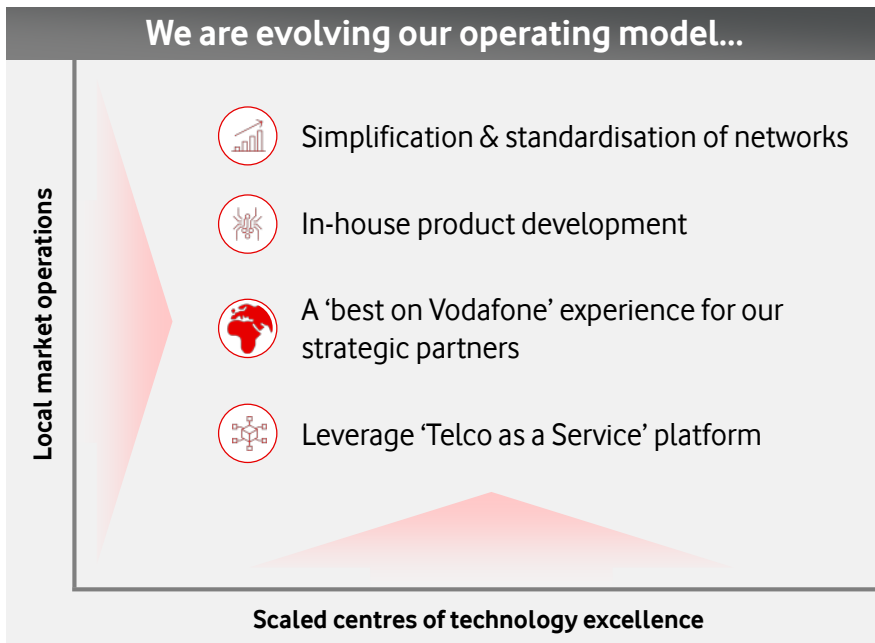 We are evolving our operating model...
Local market operations
Simplification & standardisation of networks
In-house product development
A ‘best on Vodafone’ experience for our
strategic partners
Leverage ‘Telco as a Service’ platform
Scaled centres of technology excellence